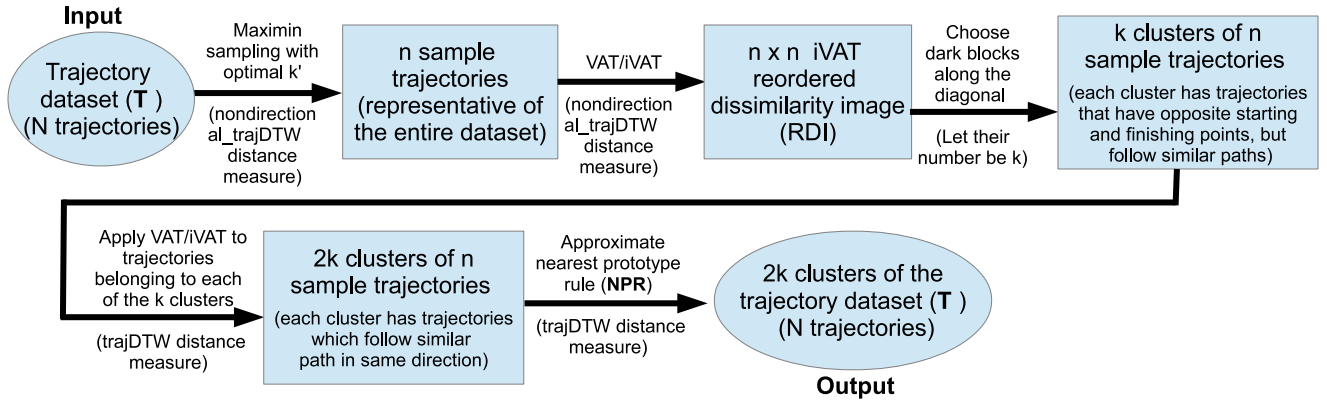 Input
Trajectory
dataset (T )
(N trajectories)
Maximin
sampling with
optimal k'
(nondirection
al_trajDTW
distance
measure)
n sample
trajectories
(representative of
the entire dataset)
VAT/iVAT
(nondirection
al_trajDTW
distance
measure)
n x n iVAT
reordered
dissimilarity image
(RDI)
Choose
dark blocks
along the
diagonal
(Let their
number be k)
k clusters of n
sample trajectories
(each cluster has trajectories
that have opposite starting
and finishing points, but
follow similar paths)
Apply VAT/iVAT to
trajectories
belonging to each
of the k clusters
(trajDTW distance
measure)
2k clusters of n
sample trajectories
(each cluster has trajectories
which follow similar
path in same direction)
Approximate
nearest prototype
rule (NPR)
(trajDTW distance
measure)
2k clusters of the
trajectory dataset (T )
(N trajectories)
Output